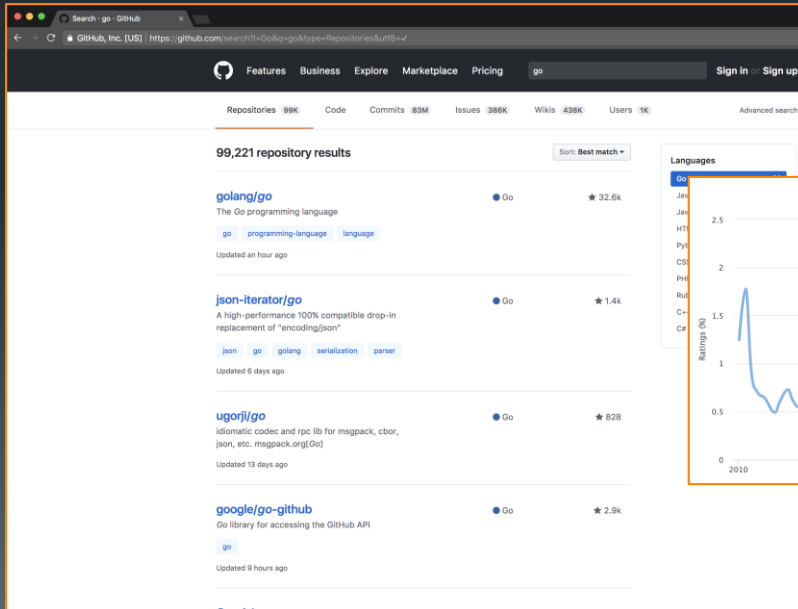 Search · go · GitHub
GitHub, Inc. [US] | https://github.com/search?l=Go&q=go&type=Repositories&utf8=✓
Features Business Explore Marketplace Pricing go Sign in or Sign up
Repositories 99K Code Commits 83M Issues 386K Wikis 438K Users 1K Advanced search
99,221 repository results Sort: Best match
Languages
Go
golang/go Go 32.6k
The Go programming language
go programming-language language
Updated an hour ago
json-iterator/go Go 1.4k
A high-performance 100% compatible drop-in
replacement of "encoding/json"
json go golang serialization parser
Updated 6 days ago
ugorji/go Go 828
idiomatic codec and rpc lib for msgpack, cbor,
json, etc. msgpack.org[Go]
Updated 13 days ago
google/go-github Go 2.9k
Go library for accessing the GitHub API
go
Updated 9 hours ago
C#
Ratings (%)
2.5
2
1.5
1
0.5
0
2010